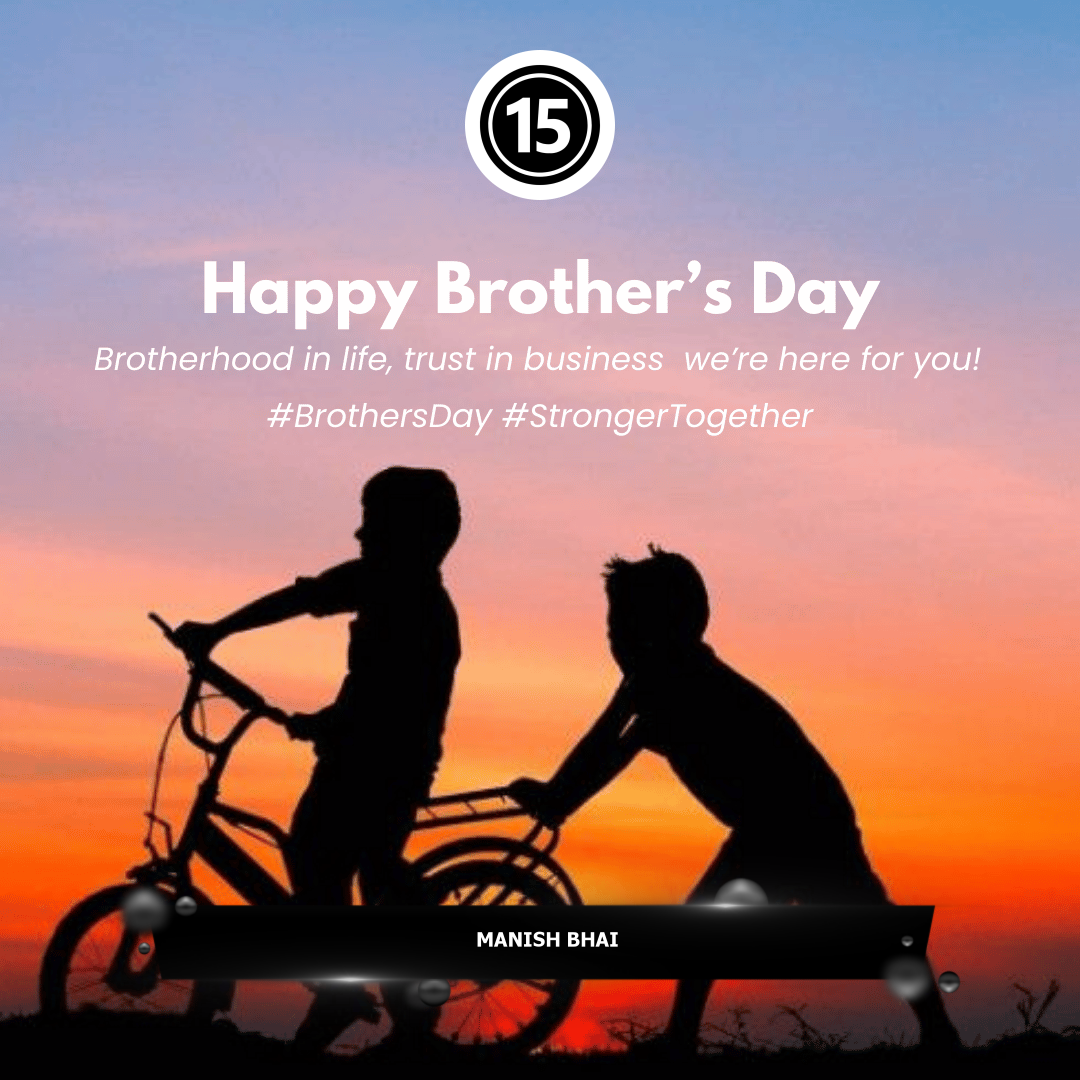 15
Happy Brother’s Day
Brotherhood in life, trust in business  we’re here for you!
#BrothersDay #StrongerTogether
MANISH BHAI